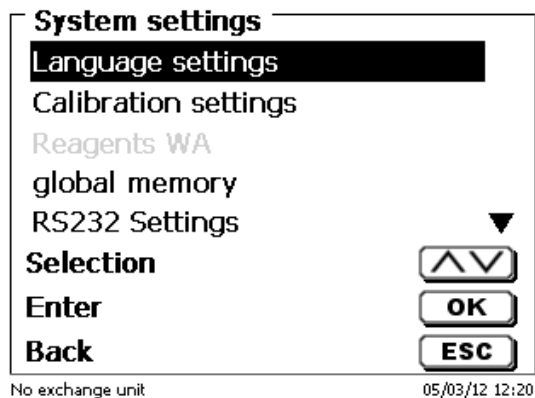 System settings
Language settings
Calibration settings
Reagents WA
global memory
RS232 Settings
Selection
Enter OK
Back ESC
No exchange unit 05/03/12 12:20